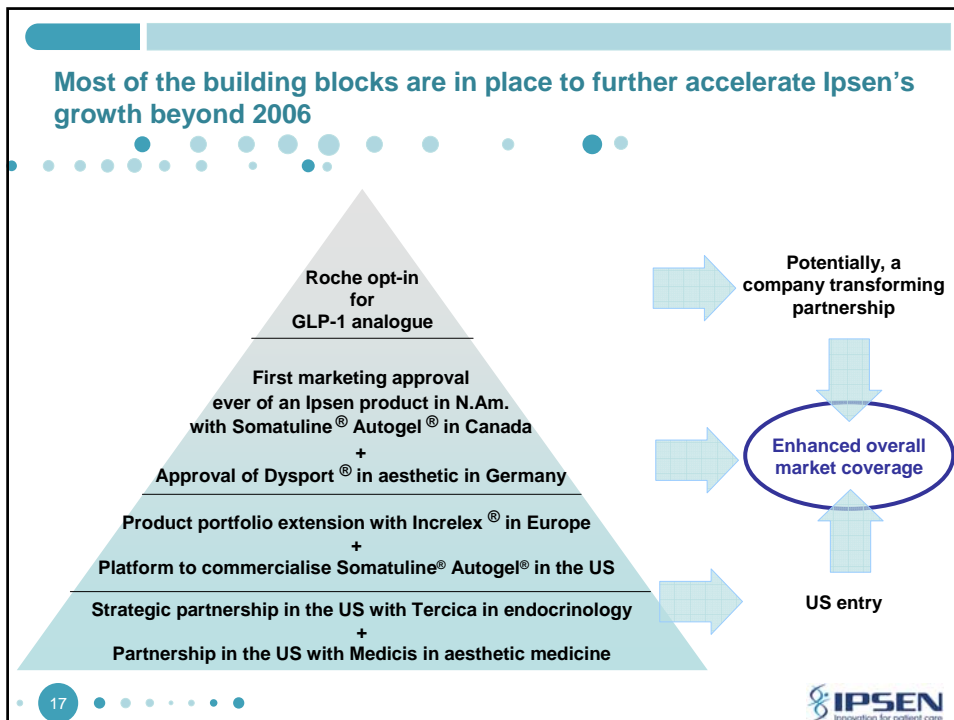 Most of the building blocks are in place to further accelerate Ipsen's
growth beyond 2006
Roche opt-in
for
GLP-1 analogue
First marketing approval
ever of an Ipsen product in N.Am.
with Somatuline ® Autogel ® in Canada
+
Approval of Dysport ® in aesthetic in Germany
Product portfolio extension with Increlex ® in Europe
+
Platform to commercialise Somatuline® Autogel® in the US
Strategic partnership in the US with Tercica in endocrinology
+
Partnership in the US with Medicis in aesthetic medicine
Potentially, a
company transforming
partnership
Enhanced overall
market coverage
US entry
17
IPSEN
Innovation for patient care